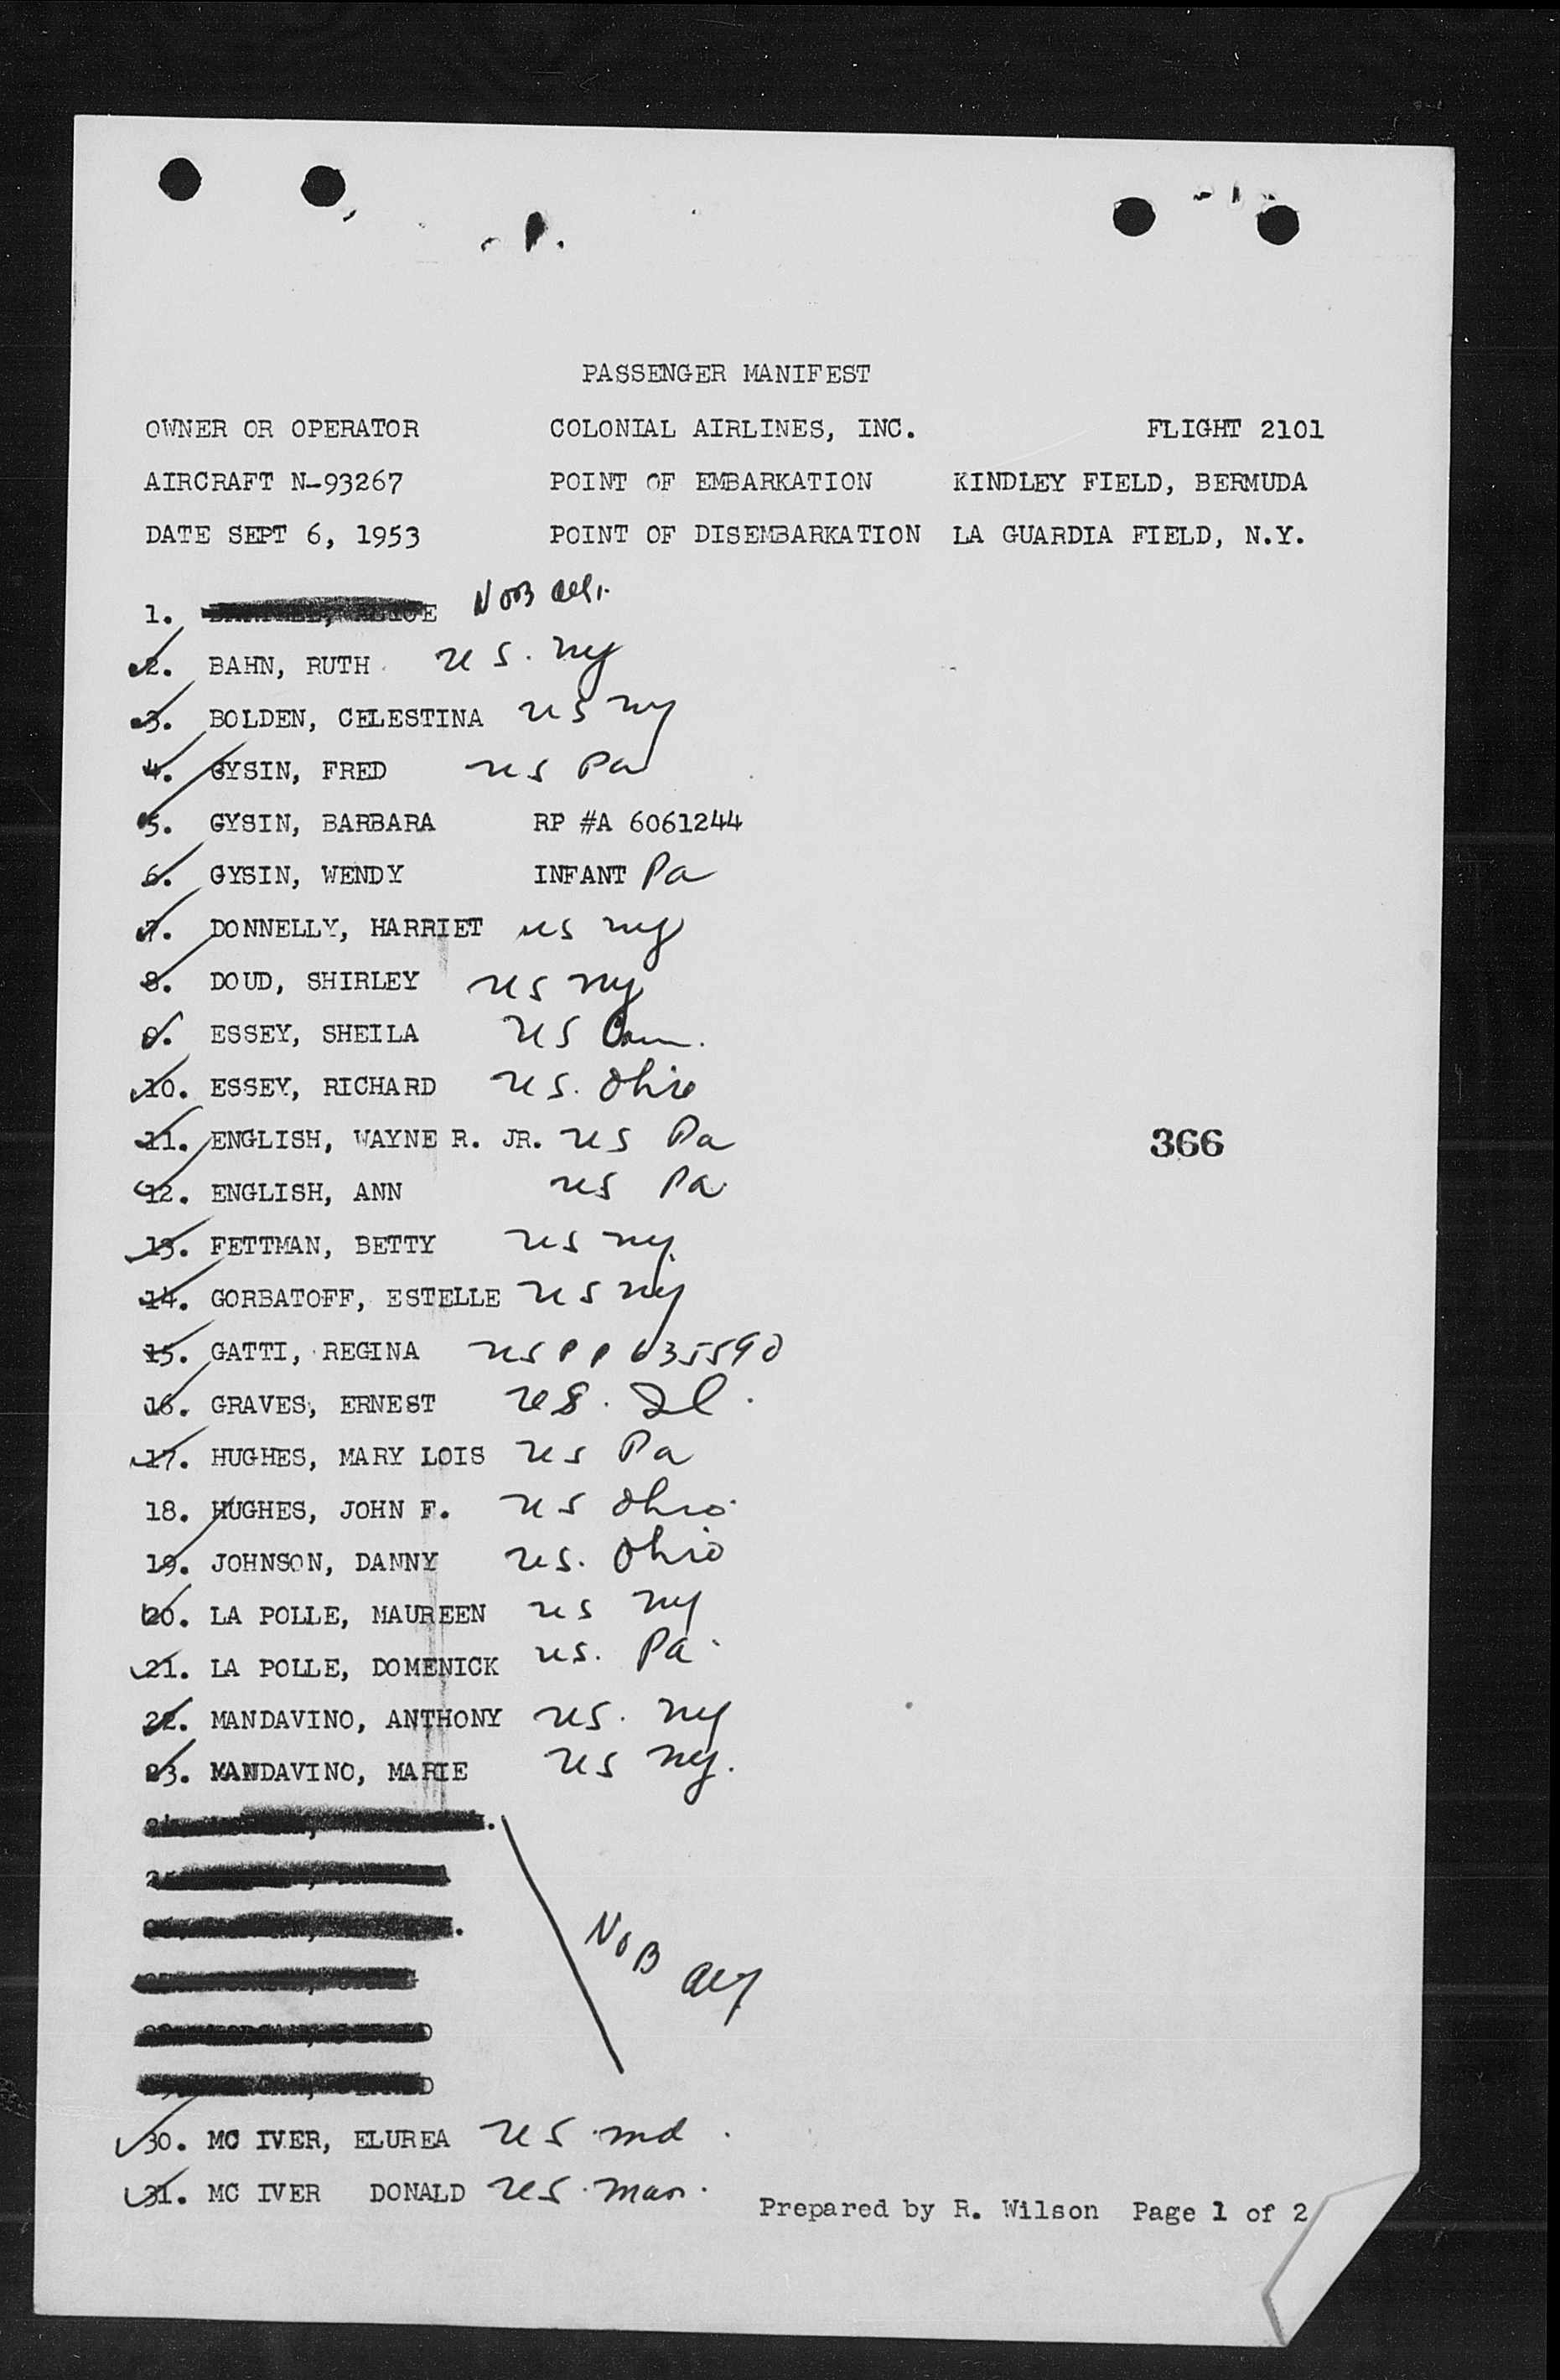 PASSENGER MANIFEST
OWNER OR OPERATOR COLONIAL AIRLINES, INC. FLIGHT 2101
AIRCRAFT N-93267 POINT OF EMBARKATION KINDLEY FIELD, BERMUDA
DATE SEPT 6, 1953 POINT OF DISEMBARKATION LA GUARDIA FIELD, N.Y.
1. NOB
2. BAHN, RUTH US. NY
3. BOLDEN, CELESTINA US NY
4. GYSIN, FRED US Pa
5. GYSIN, BARBARA RP #A 6061244
6. GYSIN, WENDY INFANT Pa
7. DONNELLY, HARRIET US NY
8. DOUD, SHIRLEY US NY
9. ESSEY, SHEILA US
10. ESSEY, RICHARD US. Ohio
11. ENGLISH, WAYNE R. JR. US Pa
12. ENGLISH, ANN US Pa
13. FETTMAN, BETTY US NY
14. GORBATOFF, ESTELLE US NY
15. GATTI, REGINA US PP 635590
16. GRAVES, ERNEST US. Il.
17. HUGHES, MARY LOIS US Pa
18. HUGHES, JOHN F. US Ohio
19. JOHNSON, DANNY US. Ohio
20. LA POLLE, MAUREEN US NY
21. LA POLLE, DOMENICK US. Pa
22. MANDAVINO, ANTHONY US. NY
23. MANDAVINO, MARIE US NY.
NOB
30. MC IVER, ELUREA US Md.
31. MC IVER DONALD US.
366
Prepared by R. Wilson Page 1 of 2